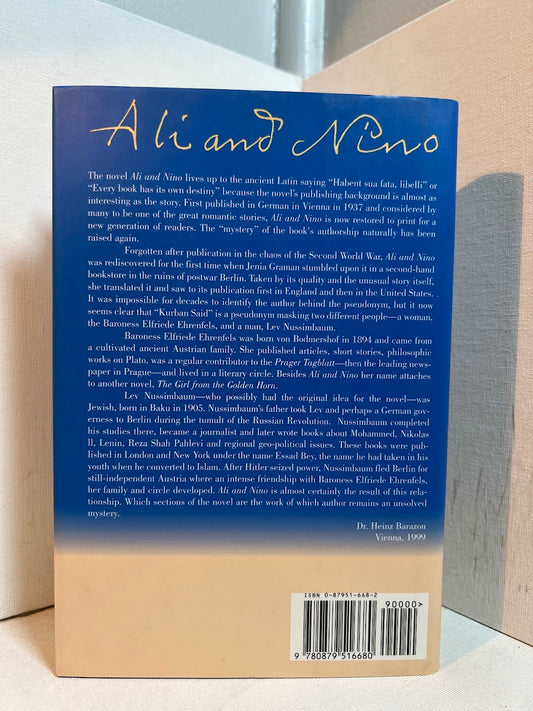 Ali and Nino
The novel Ali and Nino lives up to the ancient Latin saying "Habent sua fata, libelli" or
"Every book has its own destiny" because the novel's publishing background is almost as
interesting as the story. First published in German in Vienna in 1937 and considered by
many to be one of the great romantic stories, Ali and Nino is now restored to print for a
new generation of readers. The "mystery" of the book's authorship naturally has been
raised again.
Forgotten after publication in the chaos of the Second World War, Ali and Nino
was rediscovered for the first time when Jenia Graman stumbled upon it in a second-hand
bookstore in the ruins of postwar Berlin. Taken by its quality and the unusual story itself,
she translated it and saw to its publication first in England and then in the United States.
It was impossible for decades to identify the author behind the pseudonym, but it now
seems clear that "Kurban Said" is a pseudonym masking two different people—a woman,
the Baroness Elfriede Ehrenfels, and a man, Lev Nussimbaum.
Baroness Elfriede Ehrenfels was born von Bodmershof in 1894 and came from
a cultivated ancient Austrian family. She published articles, short stories, philosophic
works on Plato, was a regular contributor to the Prager Tagblatt—then the leading news-
paper in Prague—and lived in a literary circle. Besides Ali and Nino her name attaches
to another novel, The Girl from the Golden Horn.
Lev Nussimbaum—who possibly had the original idea for the novel—was
Jewish, born in Baku in 1905. Nussimbaum's father took Lev and perhaps a German gov-
erness to Berlin during the tumult of the Russian Revolution. Nussimbaum completed
his studies there, became a journalist and later wrote books about Mohammed, Nikolas
II, Lenin, Reza Shah Pahlevi and regional geo-political issues. These books were pub-
lished in London and New York under the name Essad Bey, the name he had taken in his
youth when he converted to Islam. After Hitler seized power, Nussimbaum fled Berlin for
still-independent Austria where an intense friendship with Baroness Elfriede Ehrenfels,
her family and circle developed. Ali and Nino is almost certainly the result of this rela-
tionship. Which sections of the novel are the work of which author remains an unsolved
mystery.
Dr. Heinz Barazon
Vienna, 1999
ISBN 0-87951-668-2
90000>
9 780879 516680